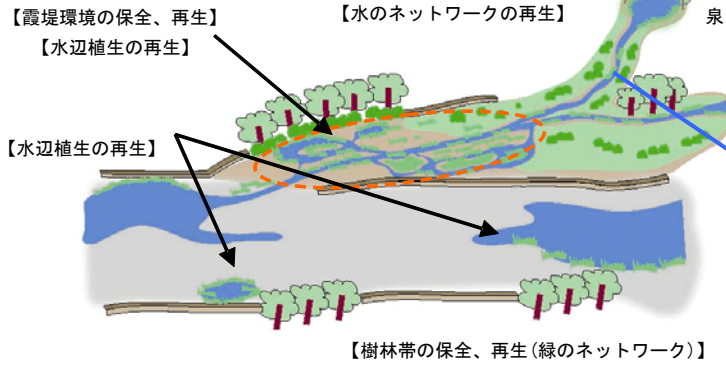 【霞堤環境の保全、再生】
【水辺植生の再生】
【水のネットワークの再生】
泉
【水辺植生の再生】
【樹林帯の保全、再生(緑のネットワーク)】